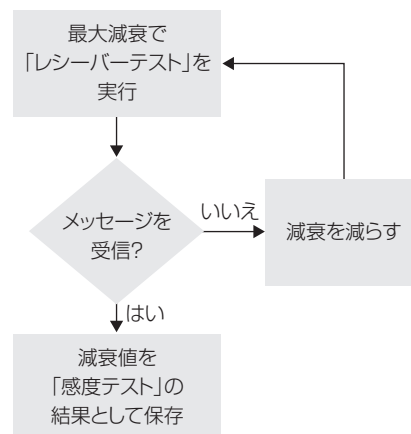 最大減衰で
「レシーバーテスト」を
実行
メッセージを
受信?
いいえ
減衰を減らす
はい
減衰値を
「感度テスト」の
結果として保存